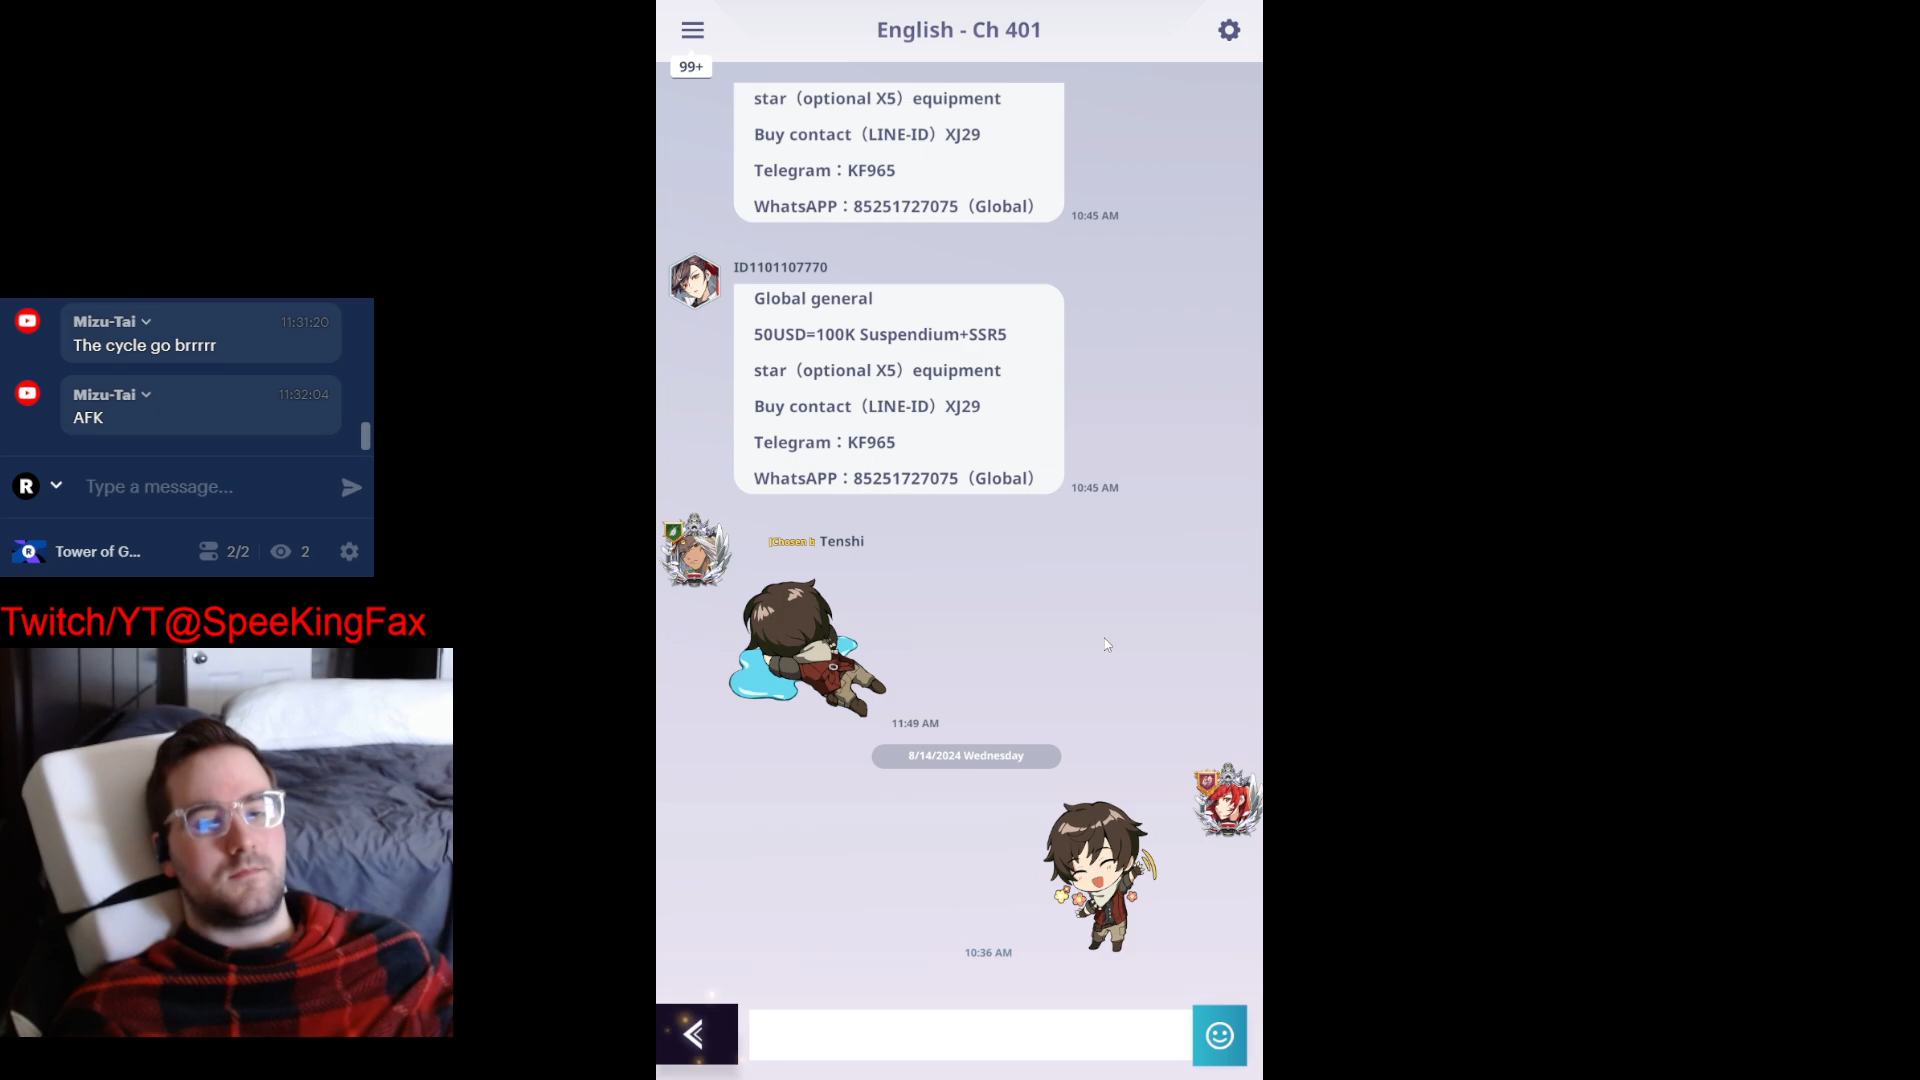 English - Ch 401
99+
star（optional X5）equipment
Buy contact（LINE-ID）XJ29
Telegram：KF965
WhatsAPP：85251727075（Global）
10:45 AM
ID1101107770
Global general
50USD=100K Suspendium+SSR5
star（optional X5）equipment
Buy contact（LINE-ID）XJ29
Telegram：KF965
WhatsAPP：85251727075（Global）
10:45 AM
[Chosen b Tenshi
11:49 AM
8/14/2024 Wednesday
10:36 AM
Mizu-Tai 11:31:20
The cycle go brrrrr
Mizu-Tai 11:32:04
AFK
R
Type a message...
R
Tower of G... 2/2 2
Twitch/YT@SpeeKingFax